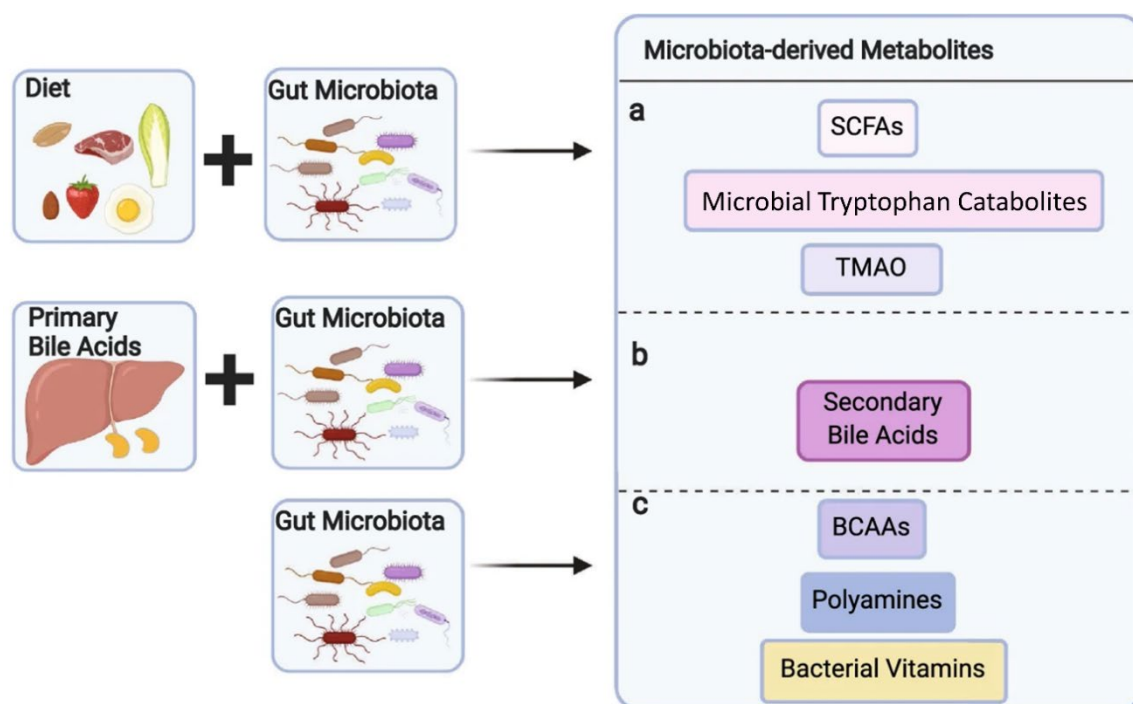 Microbiota-derived Metabolites
Diet
Gut Microbiota
a
SCFAs
Microbial Tryptophan Catabolites
TMAO
Primary
Bile Acids
Gut Microbiota
b
Secondary
Bile Acids
Gut Microbiota
c
BCAAs
Polyamines
Bacterial Vitamins